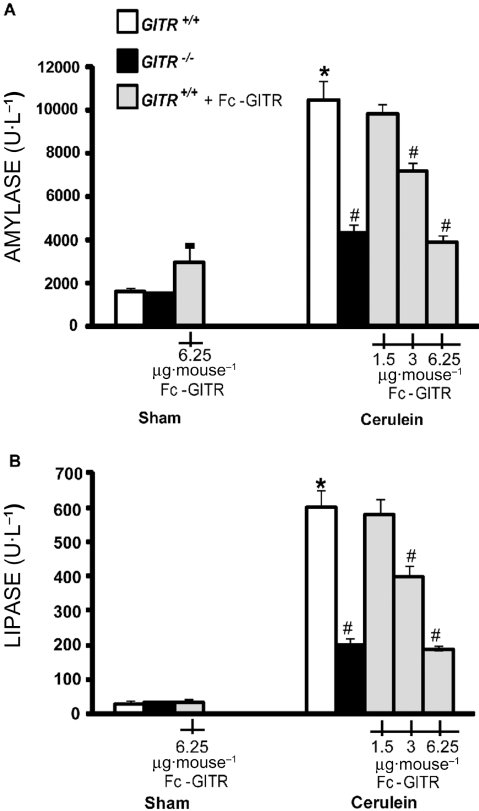 A
GITR +/+
GITR -/-
GITR +/+ + Fc-GITR
AMYLASE (U·L⁻¹)
12000
10000
8000
6000
4000
2000
0
*
#
#
#
6.25
1.5 3 6.25
μg·mouse⁻¹
Fc-GITR
μg·mouse⁻¹
Fc-GITR
Sham
Cerulein
B
LIPASE (U·L⁻¹)
700
600
500
400
300
200
100
0
*
#
#
#
6.25
1.5 3 6.25
μg·mouse⁻¹
Fc-GITR
μg·mouse⁻¹
Fc-GITR
Sham
Cerulein